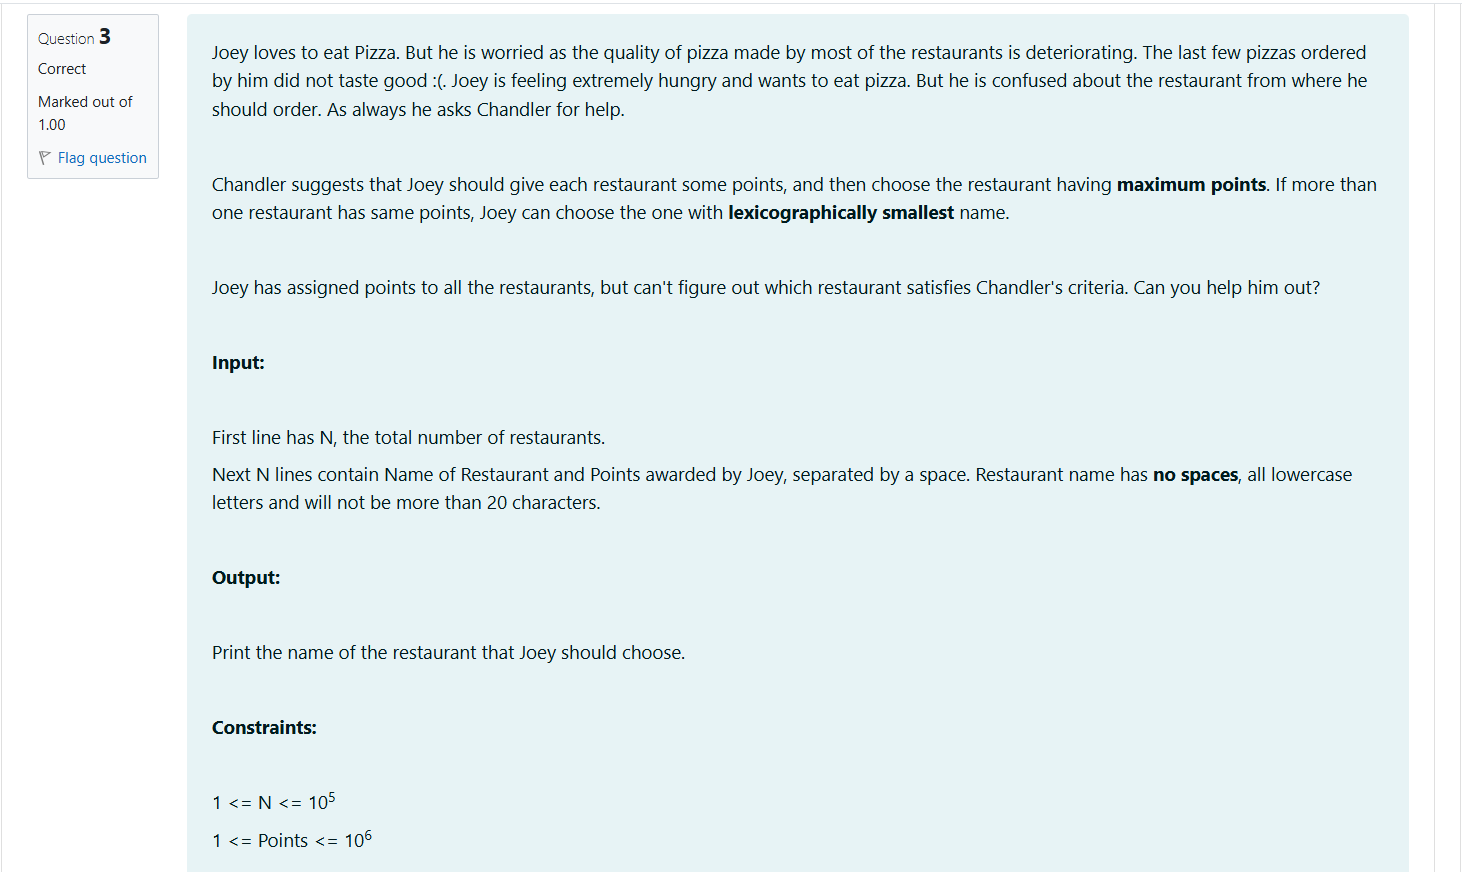 Question 3
Correct
Marked out of
1.00
Flag question
Joey loves to eat Pizza. But he is worried as the quality of pizza made by most of the restaurants is deteriorating. The last few pizzas ordered
by him did not taste good :(. Joey is feeling extremely hungry and wants to eat pizza. But he is confused about the restaurant from where he
should order. As always he asks Chandler for help.
Chandler suggests that Joey should give each restaurant some points, and then choose the restaurant having maximum points. If more than
one restaurant has same points, Joey can choose the one with lexicographically smallest name.
Joey has assigned points to all the restaurants, but can't figure out which restaurant satisfies Chandler's criteria. Can you help him out?
Input:
First line has N, the total number of restaurants.
Next N lines contain Name of Restaurant and Points awarded by Joey, separated by a space. Restaurant name has no spaces, all lowercase
letters and will not be more than 20 characters.
Output:
Print the name of the restaurant that Joey should choose.
Constraints:
1 <= N <= 10⁵
1 <= Points <= 10⁶